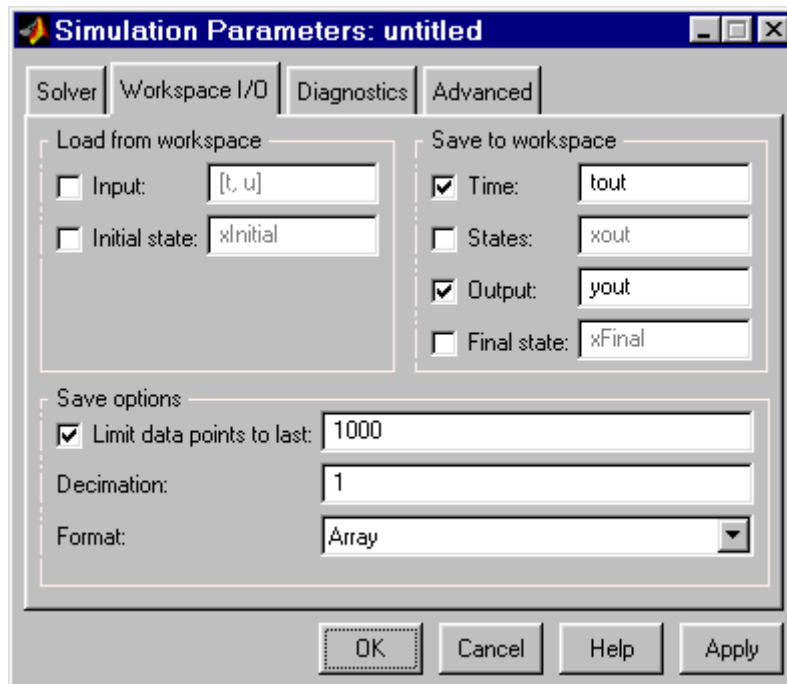 Simulation Parameters: untitled
Solver Workspace I/O Diagnostics Advanced
Load from workspace
Input: [t, u]
Initial state: xInitial
Save to workspace
Time: tout
States: xout
Output: yout
Final state: xFinal
Save options
Limit data points to last: 1000
Decimation: 1
Format: Array
OK Cancel Help Apply